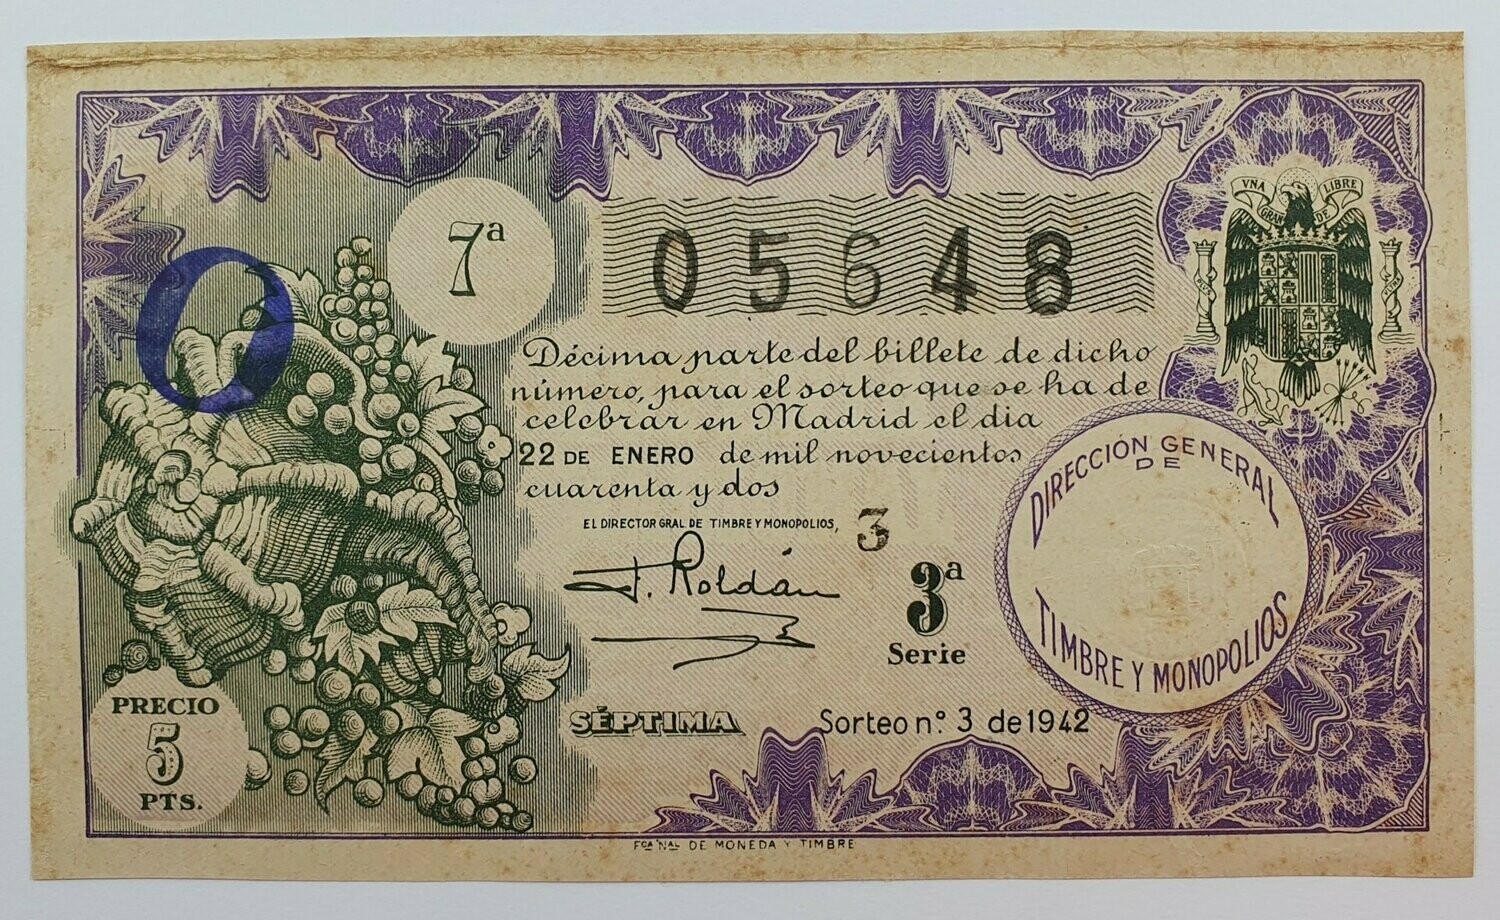 VNA GRANDE LIBRE
O
7ª
05648
Décima parte del billete de dicho
número, para el sorteo que se ha de
celebrar en Madrid el dia
22 DE ENERO de mil novecientos
cuarenta y dos
EL DIRECTOR GRAL DE TIMBRE Y MONOPOLIOS,
3
J. Roldán
3ª
Serie
DIRECCIÓN GENERAL
DE
TIMBRE Y MONOPOLIOS
PRECIO
5
PTS.
SÉPTIMA
Sorteo n.º 3 de 1942
FCA NAL DE MONEDA Y TIMBRE